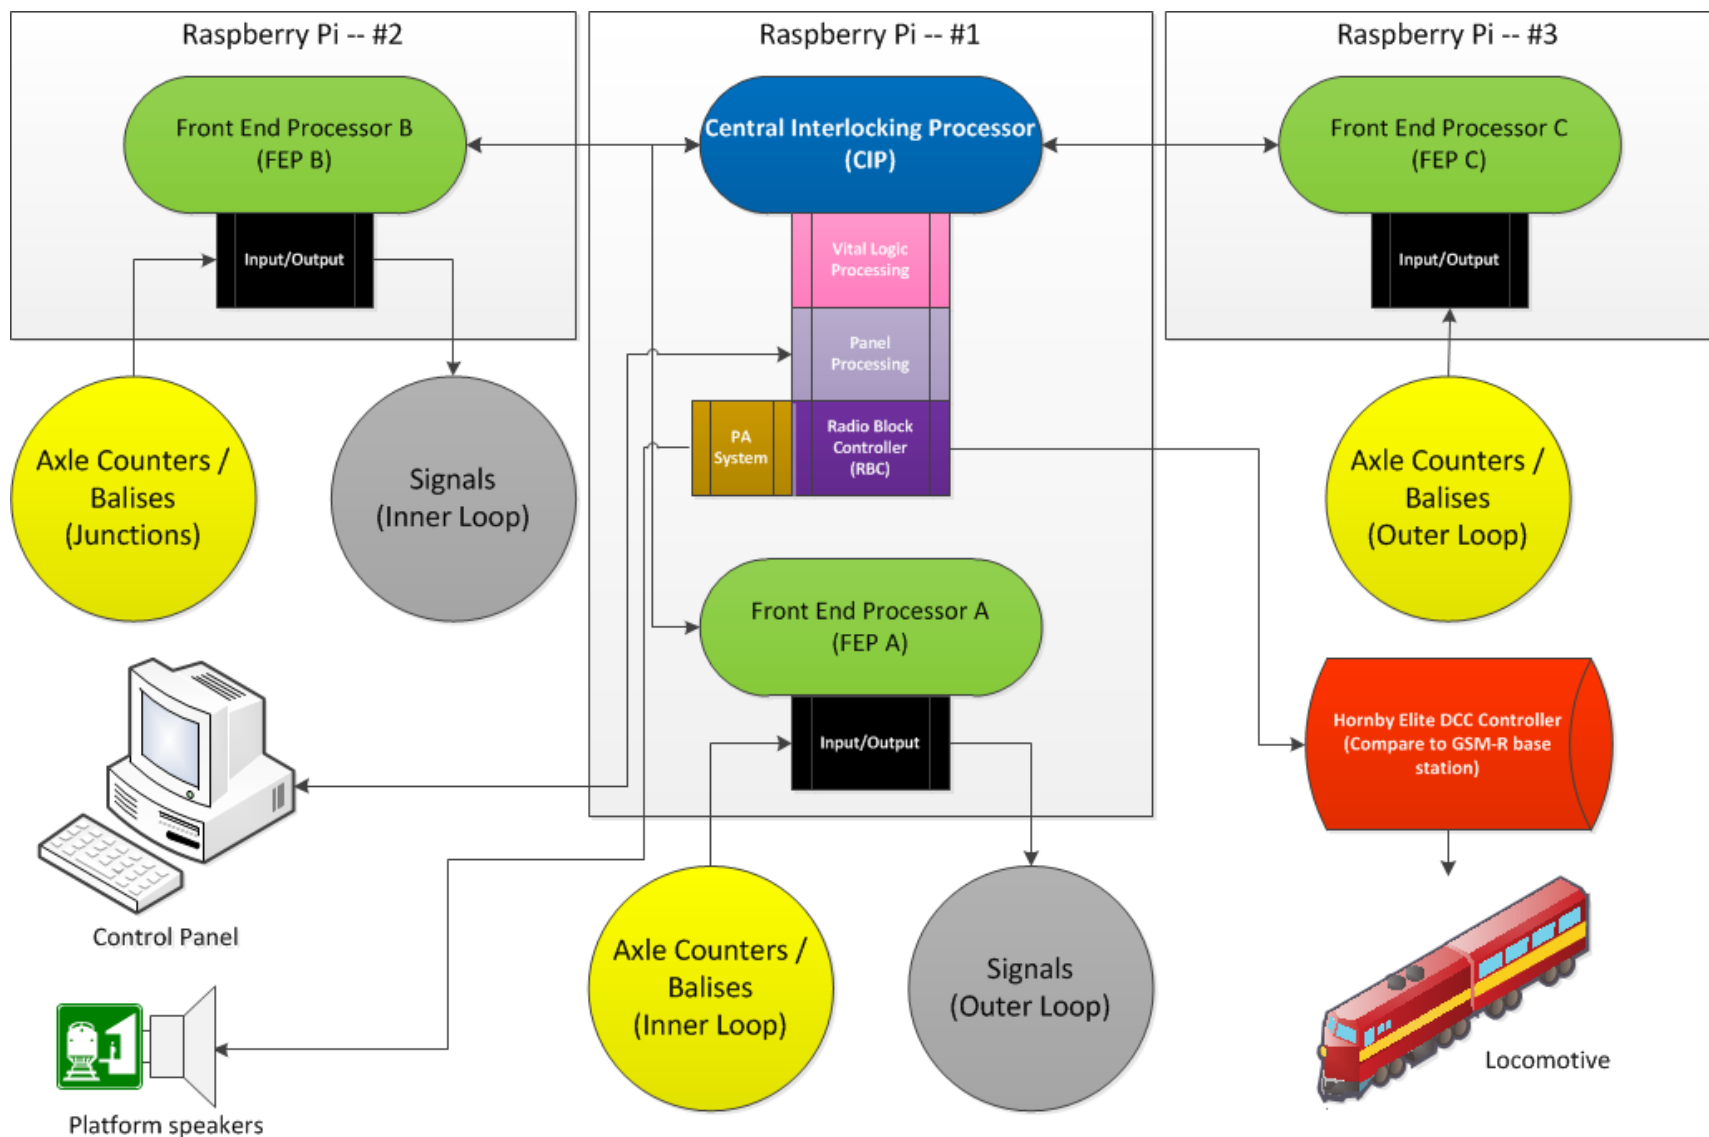 Raspberry Pi -- #2
Raspberry Pi -- #1
Raspberry Pi -- #3
Front End Processor B
(FEP B)
Central Interlocking Processor
(CIP)
Front End Processor C
(FEP C)
Input/Output
Vital Logic
Processing
Input/Output
Panel
Processing
PA
System
Radio Block
Controller
(RBC)
Axle Counters /
Balises
(Junctions)
Signals
(Inner Loop)
Axle Counters /
Balises
(Outer Loop)
Front End Processor A
(FEP A)
Input/Output
Hornby Elite DCC Controller
(Compare to GSM-R base
station)
Control Panel
Axle Counters /
Balises
(Inner Loop)
Signals
(Outer Loop)
Locomotive
Platform speakers